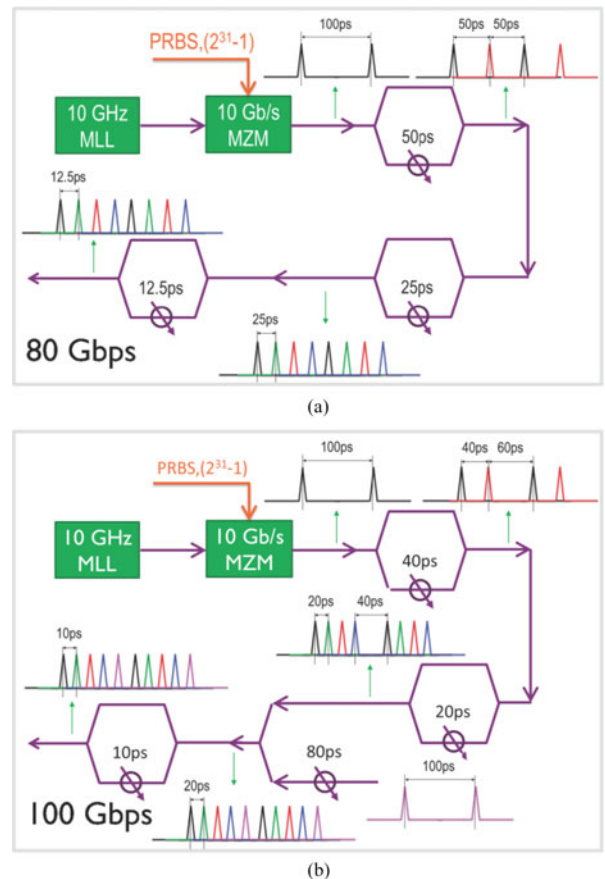 PRBS,(2³¹-1)
100ps
50ps 50ps
10 GHz
MLL
10 Gb/s
MZM
50ps
12.5ps
12.5ps
25ps
25ps
80 Gbps
(a)
PRBS,(2³¹-1)
100ps
40ps 60ps
10 GHz
MLL
10 Gb/s
MZM
40ps
20ps 40ps
10ps
20ps
10ps
80ps
20ps
100ps
100 Gbps
(b)